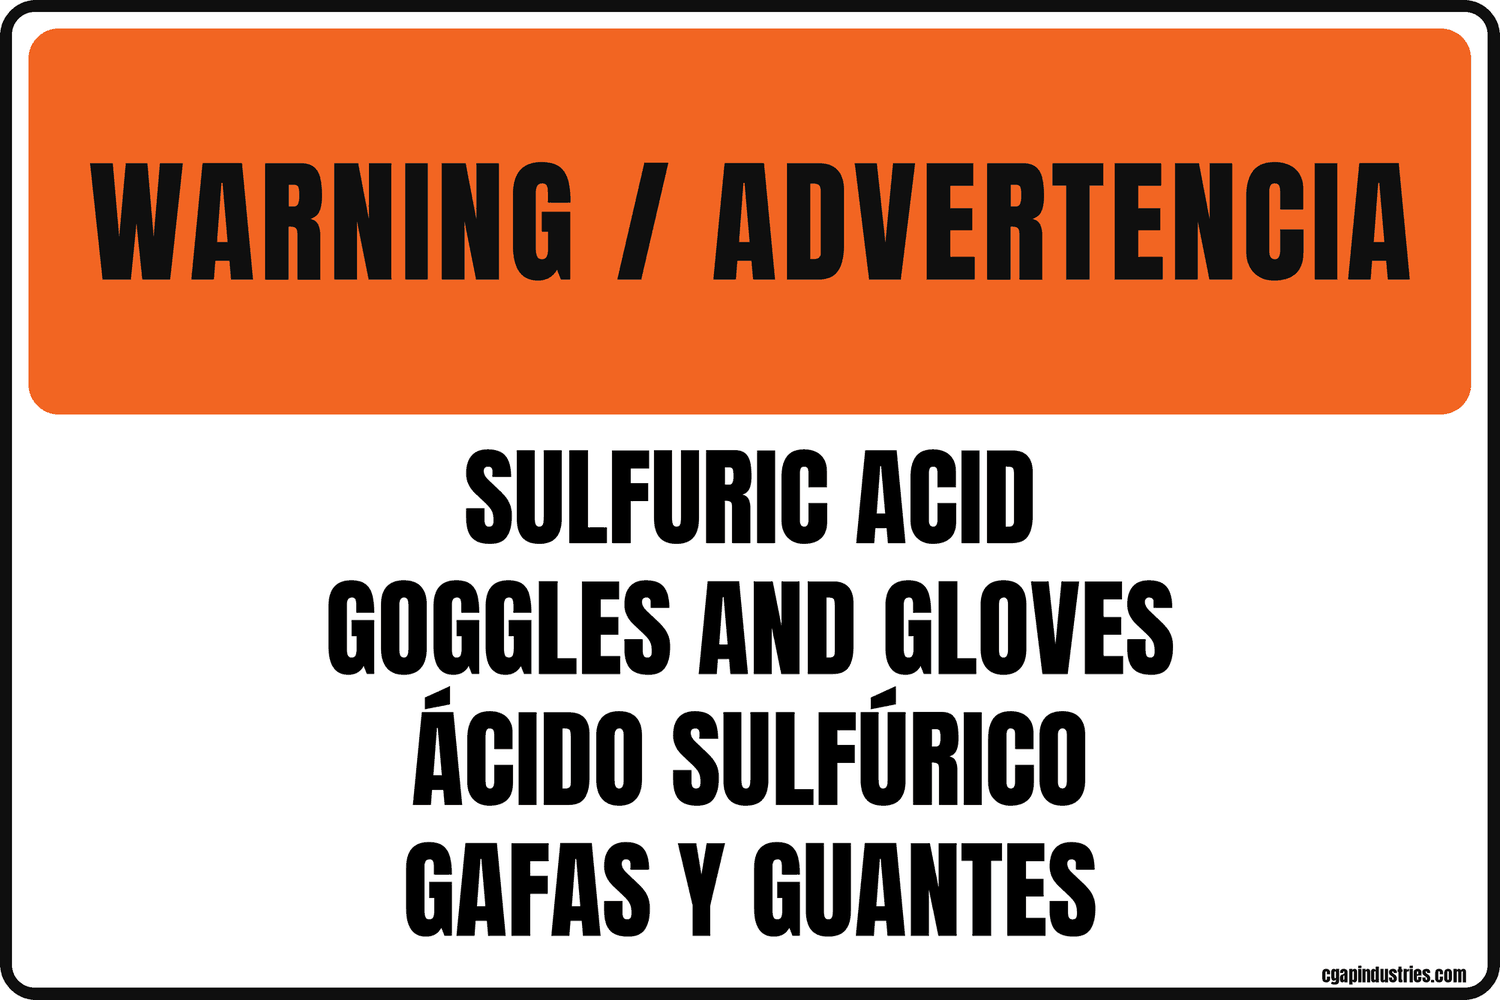 WARNING / ADVERTENCIA
SULFURIC ACID
GOGGLES AND GLOVES
ÁCIDO SULFÚRICO
GAFAS Y GUANTES
cgapindustries.com